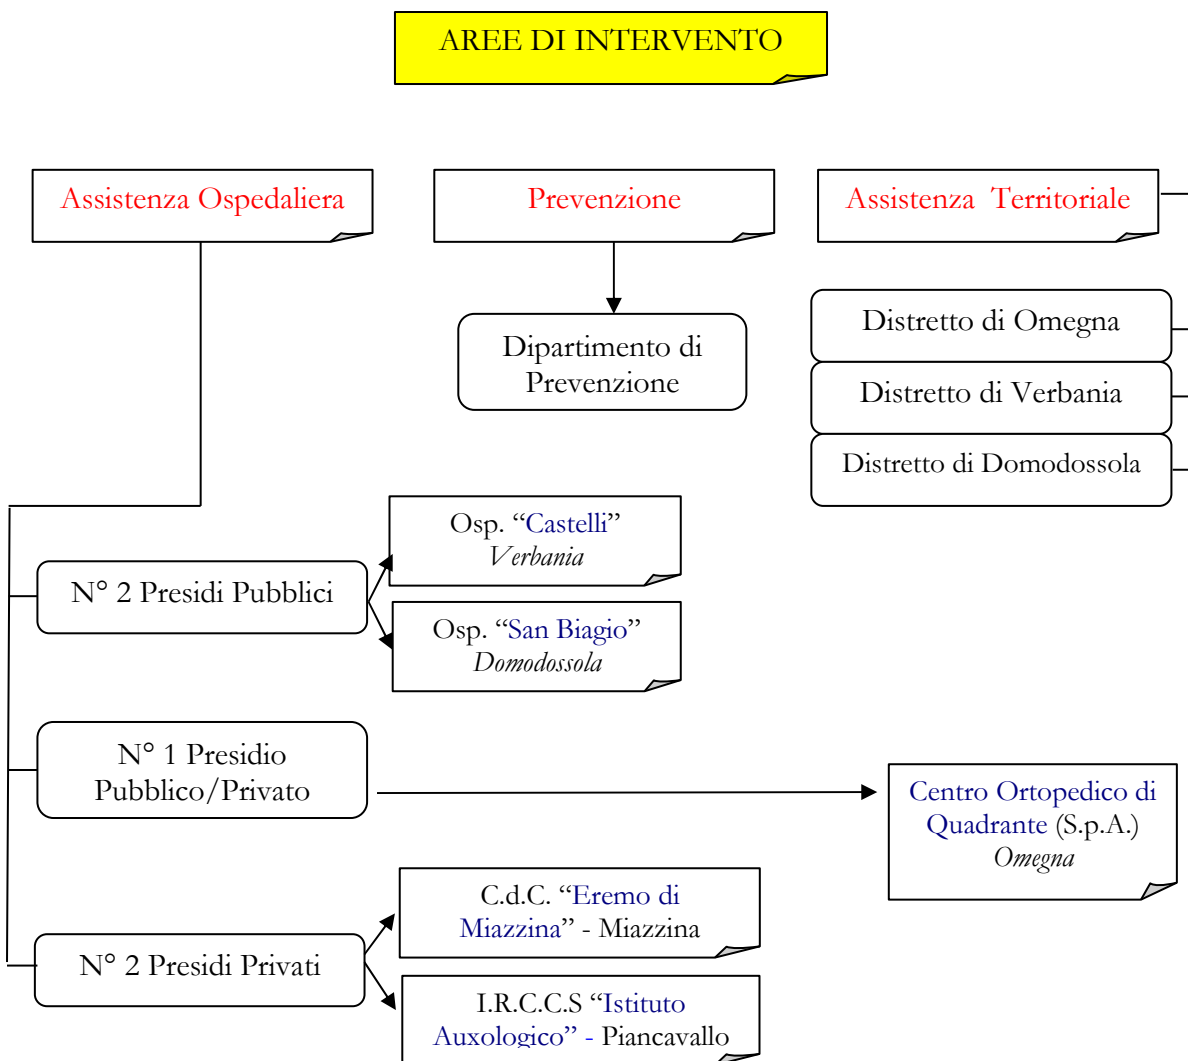 AREE DI INTERVENTO
Assistenza Ospedaliera
Prevenzione
Assistenza Territoriale
Dipartimento di
Prevenzione
Distretto di Omegna
Distretto di Verbania
Distretto di Domodossola
N° 2 Presidi Pubblici
Osp. “Castelli”
Verbania
Osp. “San Biagio”
Domodossola
N° 1 Presidio
Pubblico/Privato
Centro Ortopedico di
Quadrante (S.p.A.)
Omegna
N° 2 Presidi Privati
C.d.C. “Eremo di
Miazzina” - Miazzina
I.R.C.C.S “Istituto
Auxologico” - Piancavallo